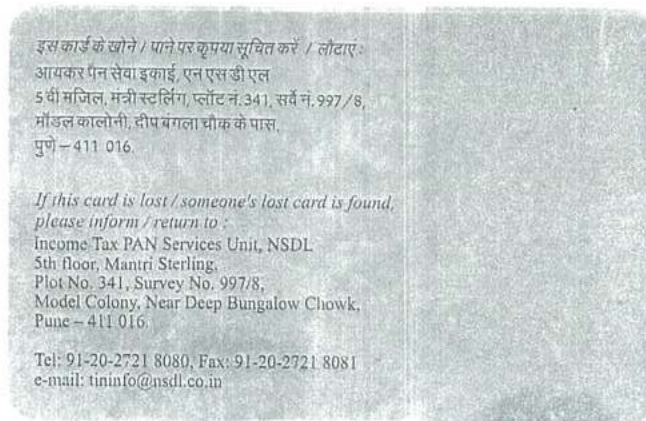 इस कार्ड के खोने / पाने पर कृपया सूचित करें / लौटाएं :
आयकर पैन सेवा इकाई, एन एस डी एल
5 वी मंजिल, मंत्री स्टर्लिंग, प्लॉट नं. 341, सर्वे नं. 997/8,
मॉडल कालोनी, दीप बंगला चौक के पास,
पुणे – 411 016.
If this card is lost / someone's lost card is found,
please inform / return to :
Income Tax PAN Services Unit, NSDL
5th floor, Mantri Sterling,
Plot No. 341, Survey No. 997/8,
Model Colony, Near Deep Bungalow Chowk,
Pune – 411 016.
Tel: 91-20-2721 8080, Fax: 91-20-2721 8081
e-mail: tininfo@nsdl.co.in